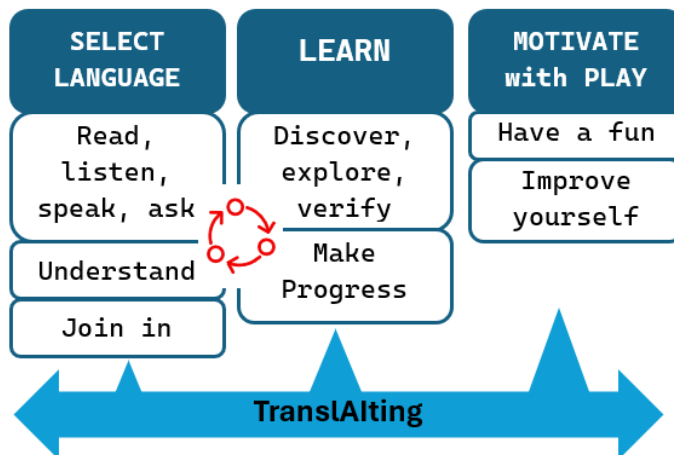 SELECT
LANGUAGE
Read,
listen,
speak, ask
Understand
Join in
LEARN
Discover,
explore,
verify
Make
Progress
MOTIVATE
with PLAY
Have a fun
Improve
yourself
TranslAIting